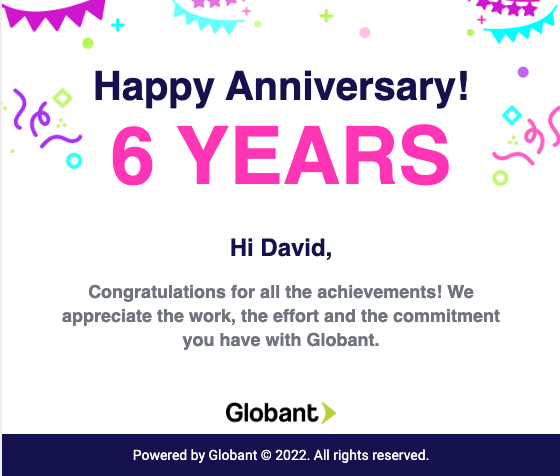 Happy Anniversary!
6 YEARS
Hi David,
Congratulations for all the achievements! We
appreciate the work, the effort and the commitment
you have with Globant.
Globant
Powered by Globant © 2022. All rights reserved.